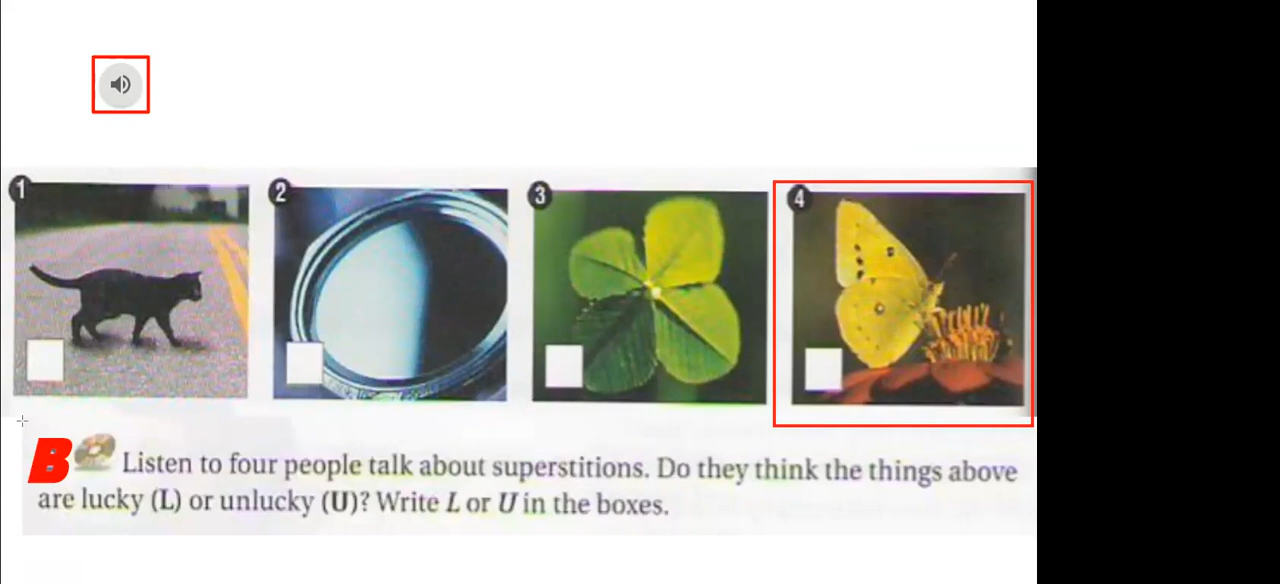 1 2 3 4
B Listen to four people talk about superstitions. Do they think the things above
are lucky (L) or unlucky (U)? Write L or U in the boxes.